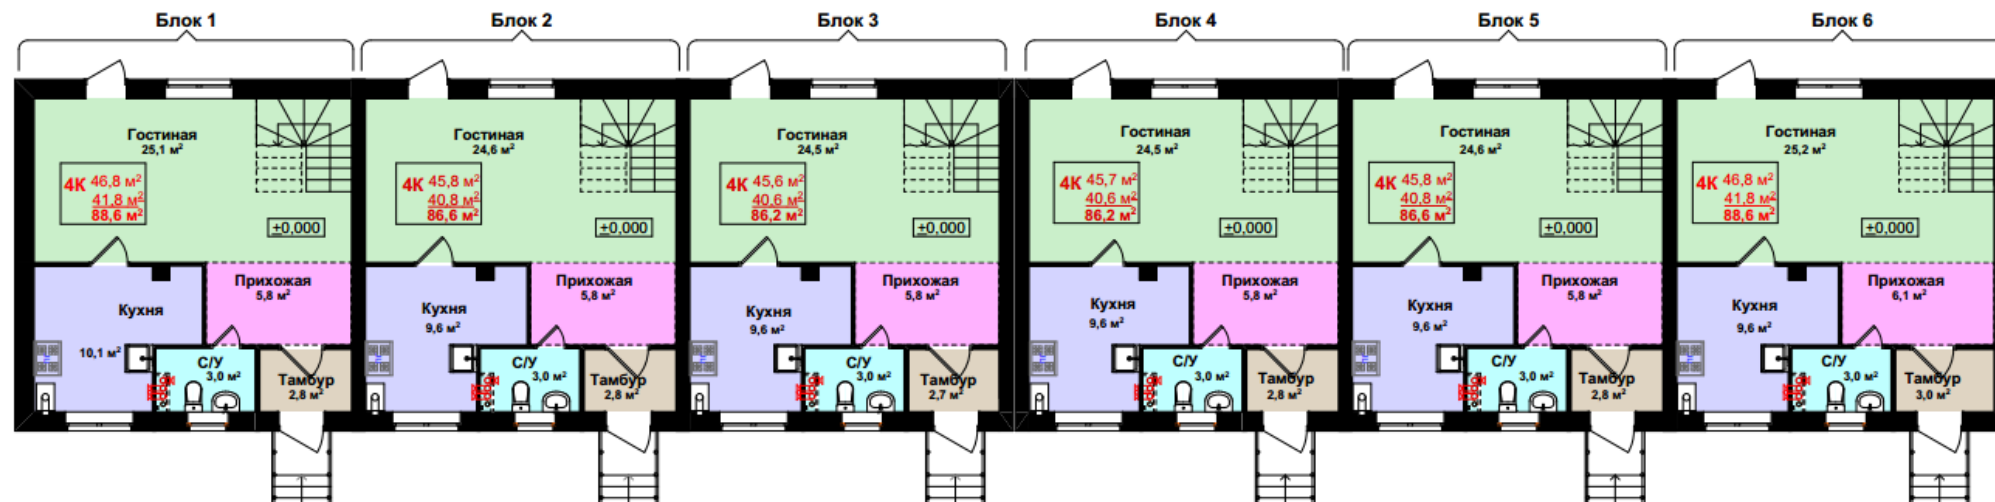 Блок 1
Блок 2
Блок 3
Блок 4
Блок 5
Блок 6
Гостиная
25,1 м²
4К 46,8 м²
41,8 м²
88,6 м²
±0,000
Прихожая
5,8 м²
Кухня
10,1 м²
С/У
3,0 м²
Тамбур
2,8 м²
Гостиная
24,6 м²
4К 45,8 м²
40,8 м²
86,6 м²
±0,000
Прихожая
5,8 м²
Кухня
9,6 м²
С/У
3,0 м²
Тамбур
2,8 м²
Гостиная
24,5 м²
4К 45,6 м²
40,6 м²
86,2 м²
±0,000
Прихожая
5,8 м²
Кухня
9,6 м²
С/У
3,0 м²
Тамбур
2,7 м²
Гостиная
24,5 м²
4К 45,7 м²
40,6 м²
86,2 м²
±0,000
Прихожая
5,8 м²
Кухня
9,6 м²
С/У
3,0 м²
Тамбур
2,8 м²
Гостиная
24,6 м²
4К 45,8 м²
40,8 м²
86,6 м²
±0,000
Прихожая
5,8 м²
Кухня
9,6 м²
С/У
3,0 м²
Тамбур
2,8 м²
Гостиная
25,2 м²
4К 46,8 м²
41,8 м²
88,6 м²
±0,000
Прихожая
6,1 м²
Кухня
9,6 м²
С/У
3,0 м²
Тамбур
3,0 м²